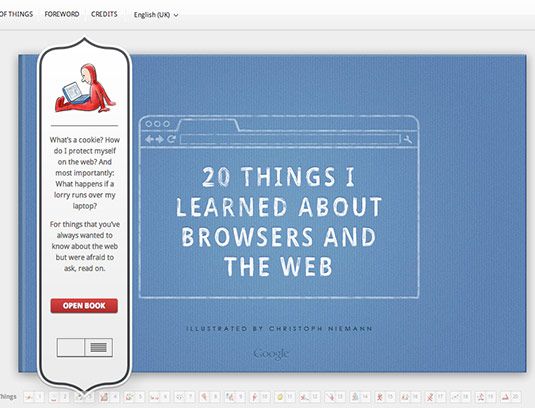 OF THINGS FOREWORD CREDITS English (UK)
What's a cookie? How
do I protect myself
on the web? And
most importantly:
What happens if a
lorry runs over my
laptop?
For things that you've
always wanted to
know about the web
but were afraid to
ask, read on.
OPEN BOOK
20 THINGS I
LEARNED ABOUT
BROWSERS AND
THE WEB
ILLUSTRATED BY CHRISTOPH NIEMANN
Google
Things